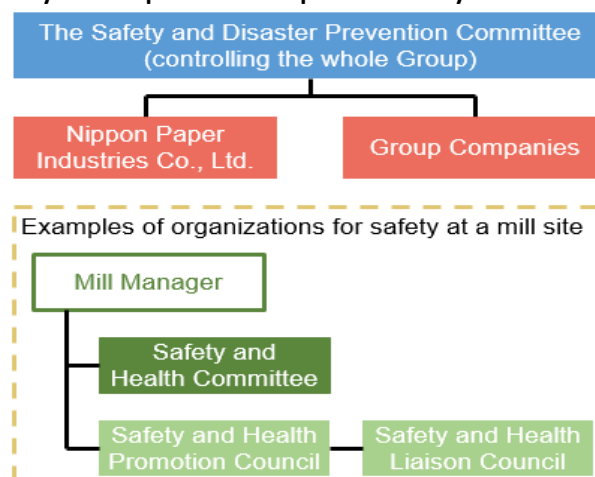 The Safety and Disaster Prevention Committee
(controlling the whole Group)
Nippon Paper
Industries Co., Ltd.
Group Companies
Examples of organizations for safety at a mill site
Mill Manager
Safety and
Health Committee
Safety and Health
Promotion Council
Safety and Health
Liaison Council